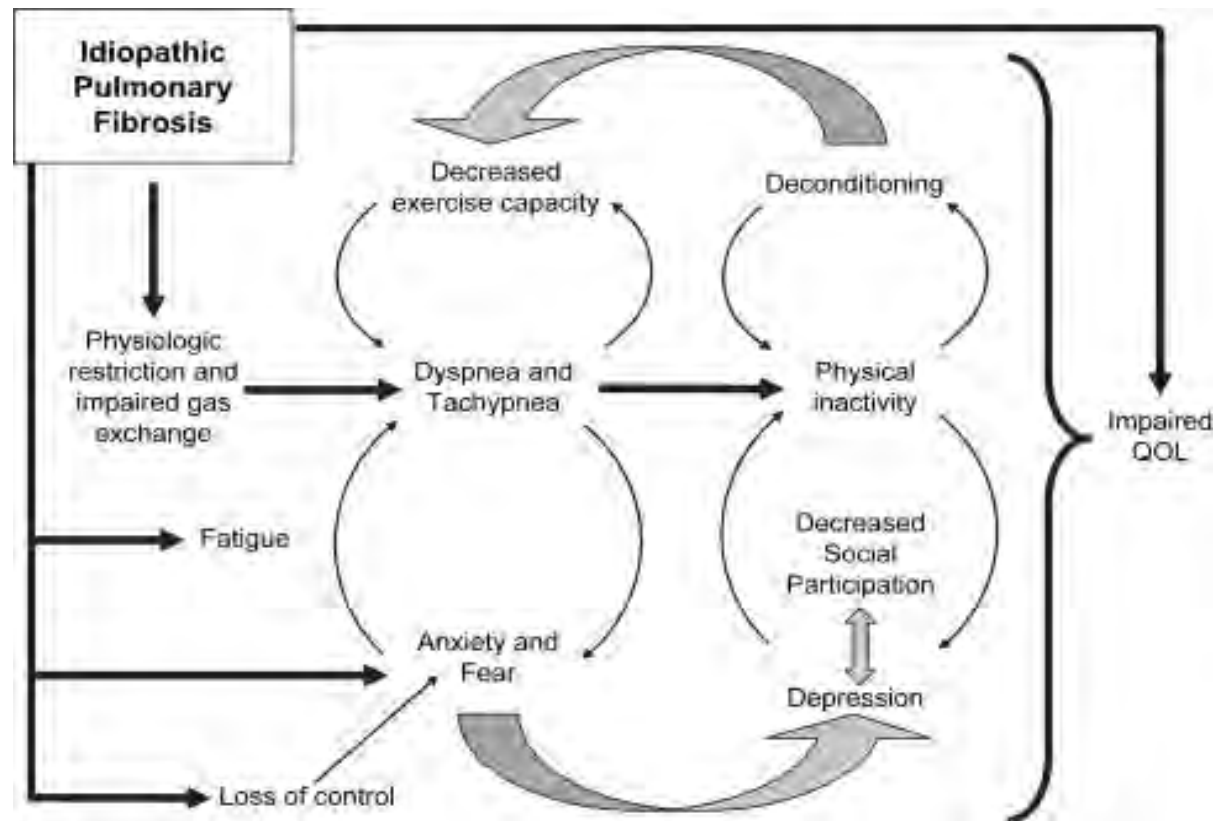 Idiopathic
Pulmonary
Fibrosis
Decreased
exercise capacity
Deconditioning
Physiologic
restriction and
impaired gas
exchange
Dyspnea and
Tachypnea
Physical
inactivity
Impaired
QOL
Fatigue
Decreased
Social
Participation
Anxiety and
Fear
Depression
Loss of control